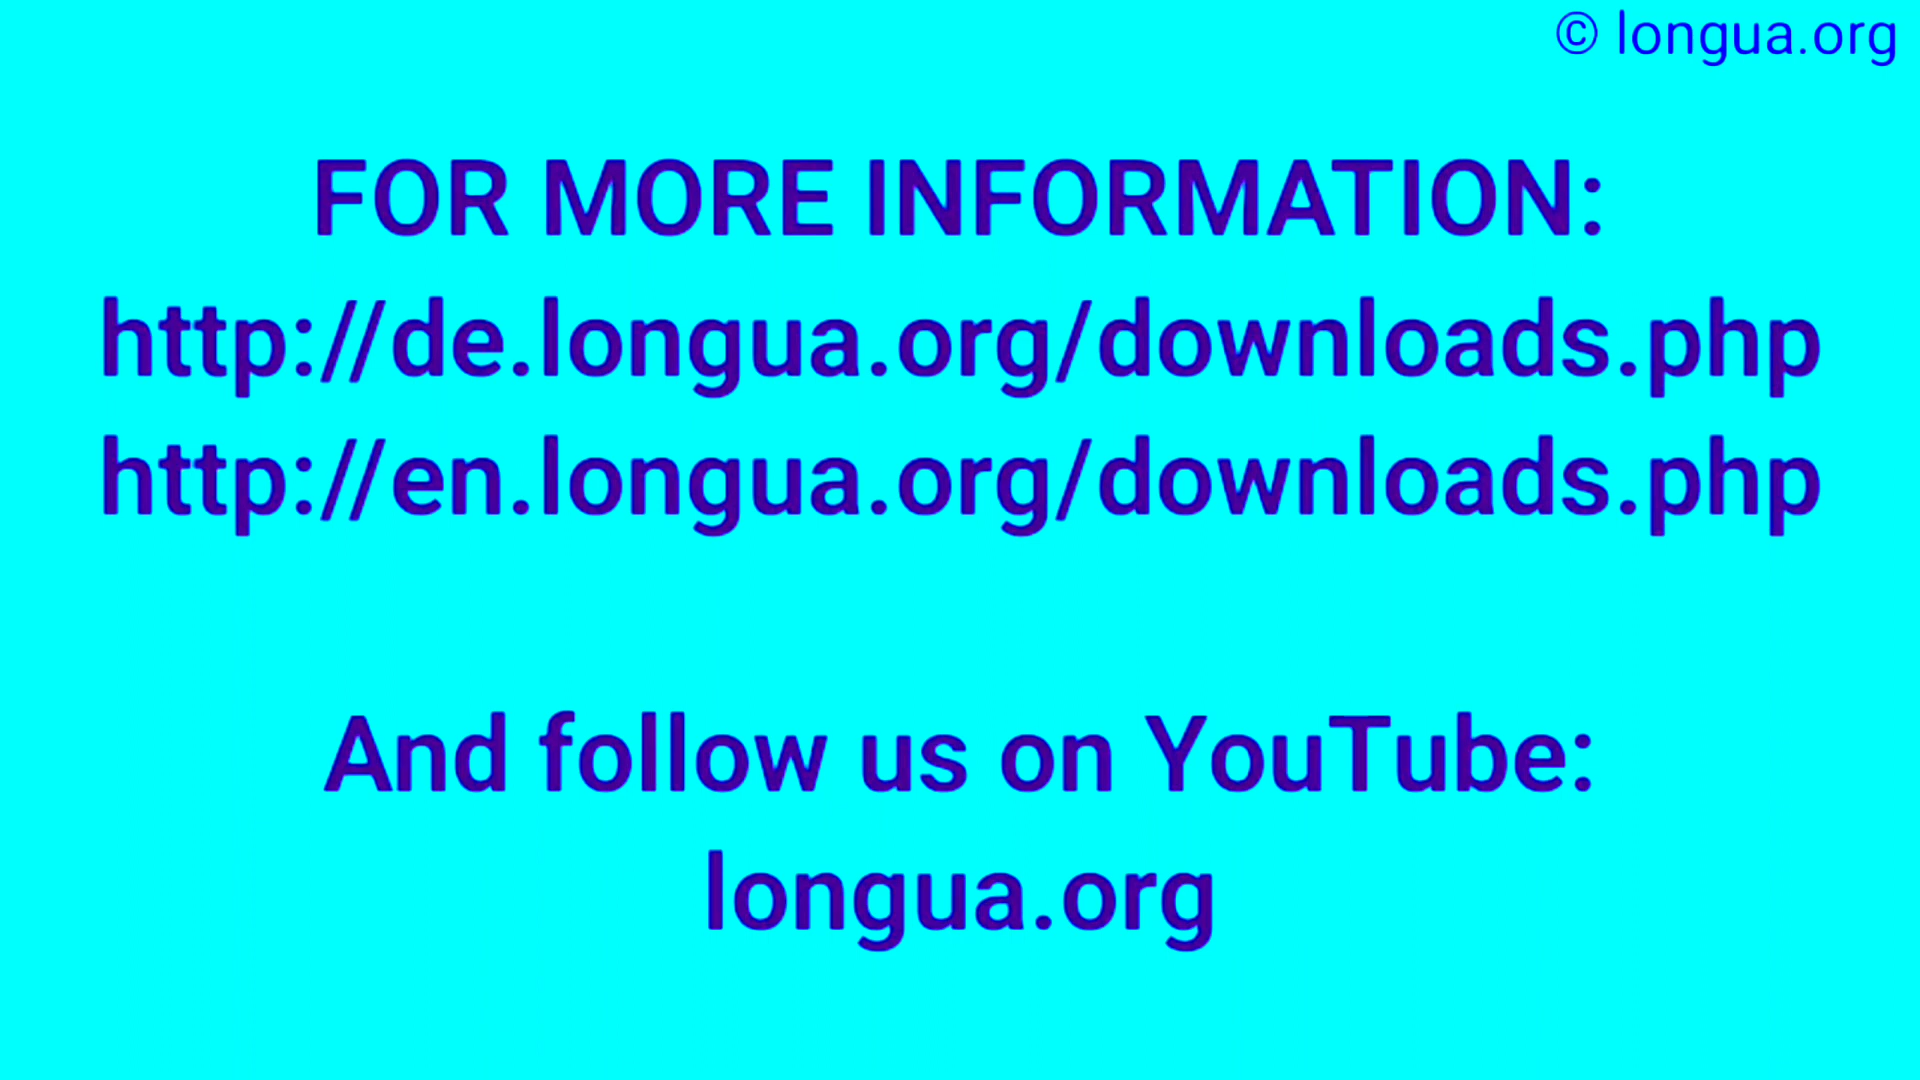 © longua.org
FOR MORE INFORMATION:
http://de.longua.org/downloads.php
http://en.longua.org/downloads.php
And follow us on YouTube:
longua.org